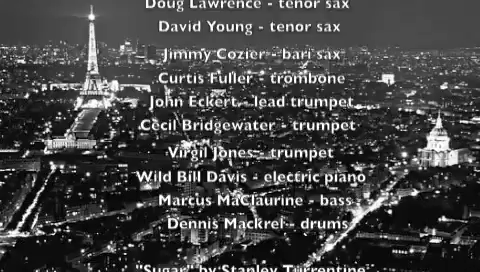 Doug Lawrence - tenor sax
David Young - tenor sax
Jimmy Cozier - bari sax
Curtis Fuller - trombone
John Eckert - lead trumpet
Cecil Bridgewater - trumpet
Virgil Jones - trumpet
Wild Bill Davis - electric piano
Marcus MaClaurine - bass
Dennis Mackrel - drums
"Sugar" by Stanley Turrentine